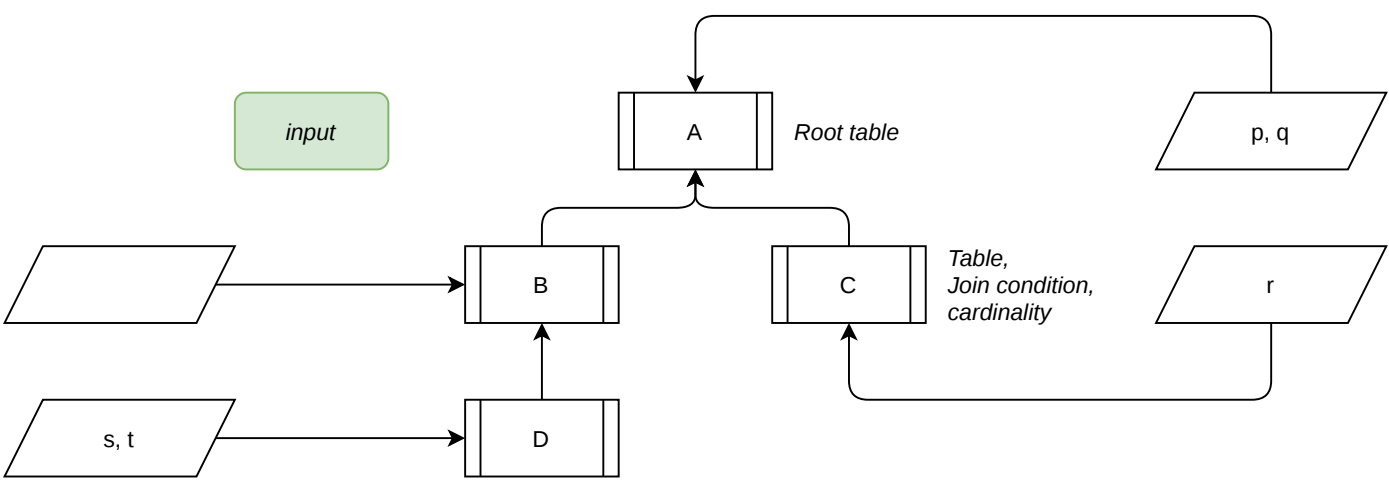 input
A
Root table
p, q
B
C
Table,
Join condition,
cardinality
r
s, t
D